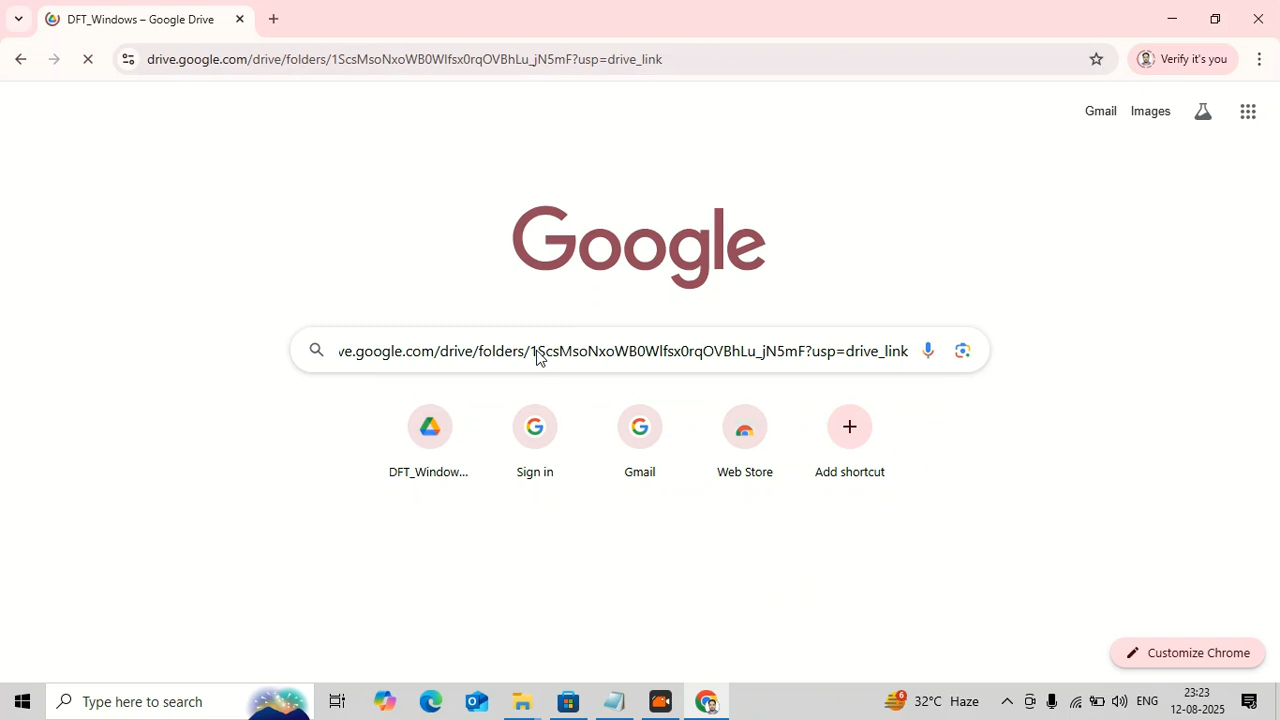 DFT_Windows – Google Drive
drive.google.com/drive/folders/1ScsMsoNxoWB0Wlfsx0rqOVBhLu_jN5mF?usp=drive_link
Verify it's you
Gmail Images
Google
ve.google.com/drive/folders/1ScsMsoNxoWB0Wlfsx0rqOVBhLu_jN5mF?usp=drive_link
DFT_Window... Sign in Gmail Web Store Add shortcut
Customize Chrome
Type here to search
6 32°C Haze
ENG
23:23
12-08-2025